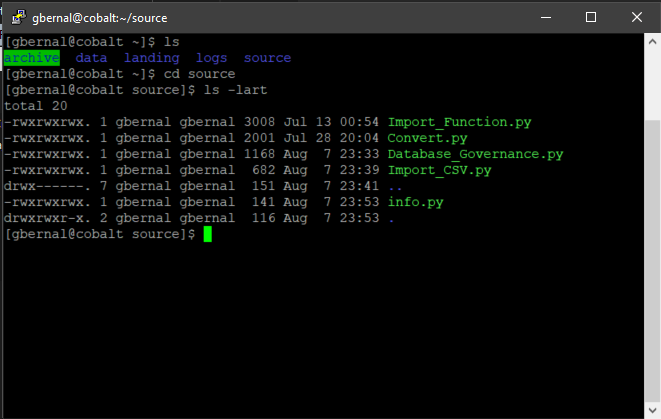 gbernal@cobalt:~/source
[gbernal@cobalt ~]$ ls
archive  data  landing  logs  source
[gbernal@cobalt ~]$ cd source
[gbernal@cobalt source]$ ls -lart
total 20
-rwxrwxrwx. 1 gbernal gbernal 3008 Jul 13 00:54 Import_Function.py
-rwxrwxrwx. 1 gbernal gbernal 2001 Jul 28 20:04 Convert.py
-rwxrwxrwx. 1 gbernal gbernal 1168 Aug  7 23:33 Database_Governance.py
-rwxrwxrwx. 1 gbernal gbernal  682 Aug  7 23:39 Import_CSV.py
drwx------. 7 gbernal gbernal  151 Aug  7 23:41 ..
-rwxrwxrwx. 1 gbernal gbernal  141 Aug  7 23:53 info.py
drwxrwxr-x. 2 gbernal gbernal  116 Aug  7 23:53 .
[gbernal@cobalt source]$